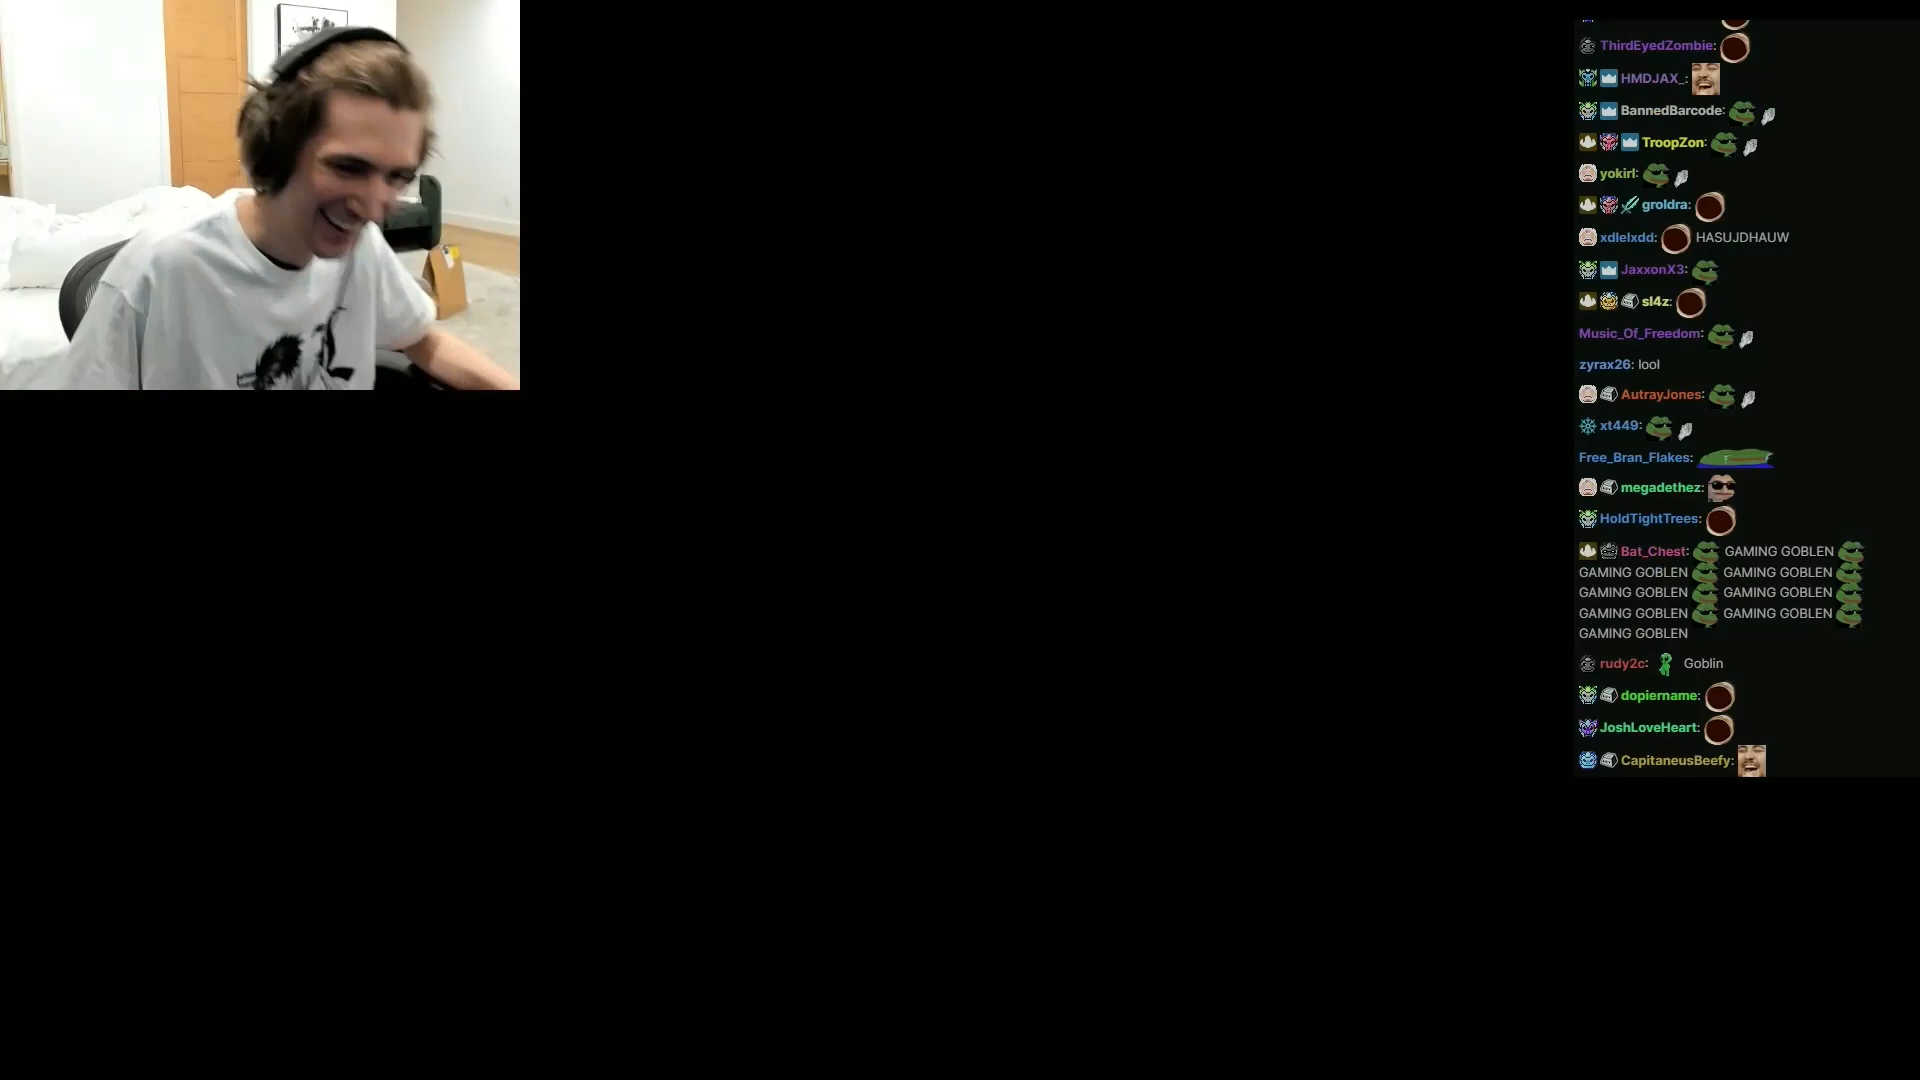 ThirdEyedZombie:
HMDJAX_:
BannedBarcode:
TroopZon:
yokirl:
groldra:
xdlelxdd: HASUJDHAUW
JaxxonX3:
sl4z:
Music_Of_Freedom:
zyrax26: lool
AutrayJones:
xt449:
Free_Bran_Flakes:
megadethez:
HoldTightTrees:
Bat_Chest: GAMING GOBLEN
GAMING GOBLEN GAMING GOBLEN
GAMING GOBLEN GAMING GOBLEN
GAMING GOBLEN GAMING GOBLEN
GAMING GOBLEN
rudy2c: Goblin
dopiername:
JoshLoveHeart:
CapitaneusBeefy: